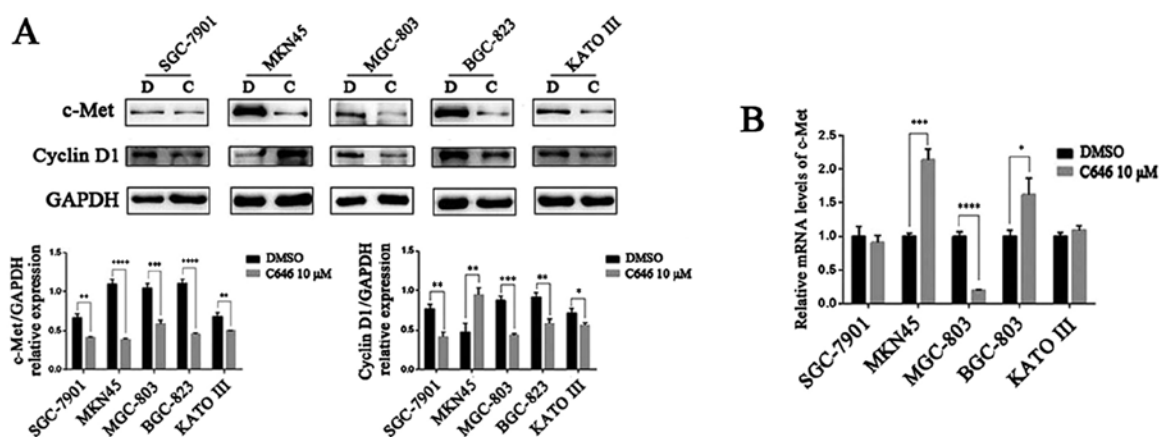 A
SGC-7901 MKN45 MGC-803 BGC-823 KATO III
D C D C D C D C D C
c-Met
Cyclin D1
GAPDH
c-Met/GAPDH
relative expression
1.5
1.0
0.5
0.0
** **** *** **** **
DMSO
C646 10 μM
SGC-7901 MKN45 MGC-803 BGC-823 KATO III
Cyclin D1/GAPDH
relative expression
1.5
1.0
0.5
0.0
** ** *** ** *
DMSO
C646 10 μM
SGC-7901 MKN45 MGC-803 BGC-823 KATO III
B
Relative mRNA levels of c-Met
2.5
2.0
1.5
1.0
0.5
0.0
*** **** *
DMSO
C646 10 μM
SGC-7901 MKN45 MGC-803 BGC-803 KATO III